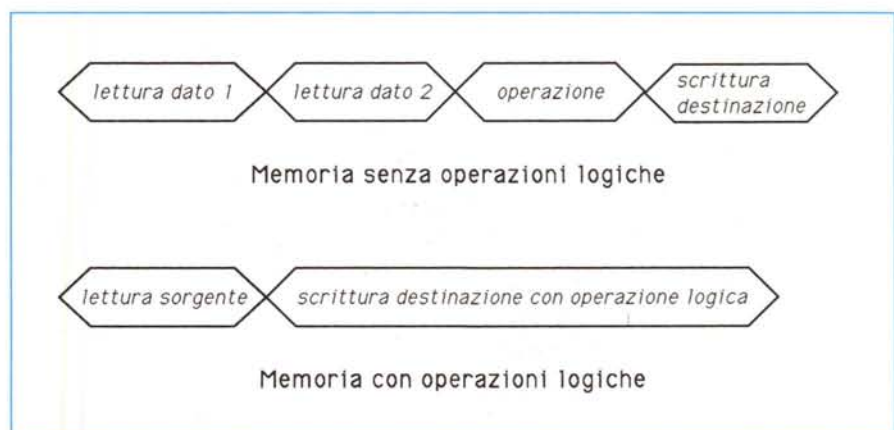 lettura dato 1
lettura dato 2
operazione
scrittura
destinazione
Memoria senza operazioni logiche
lettura sorgente
scrittura destinazione con operazione logica
Memoria con operazioni logiche